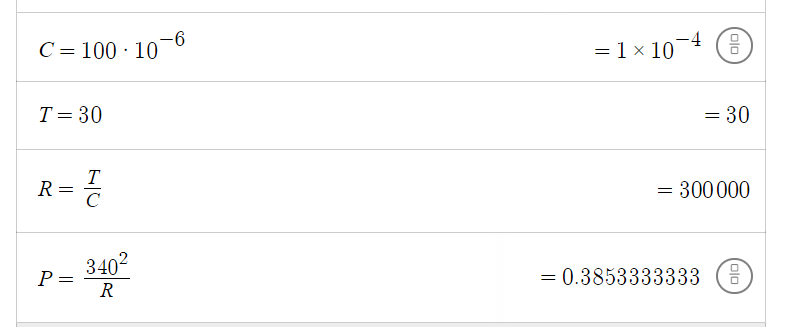 C = 100 · 10^−6 = 1 × 10^−4
T = 30 = 30
R = T/C = 300000
P = 340^2/R = 0.3853333333